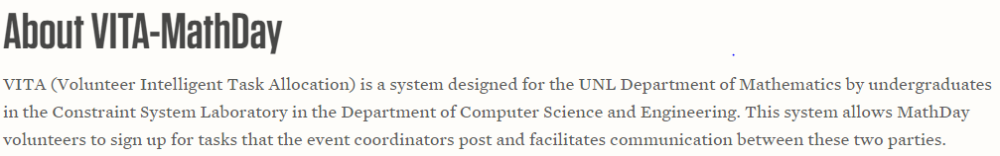 About VITA-MathDay
VITA (Volunteer Intelligent Task Allocation) is a system designed for the UNL Department of Mathematics by undergraduates
in the Constraint System Laboratory in the Department of Computer Science and Engineering. This system allows MathDay
volunteers to sign up for tasks that the event coordinators post and facilitates communication between these two parties.